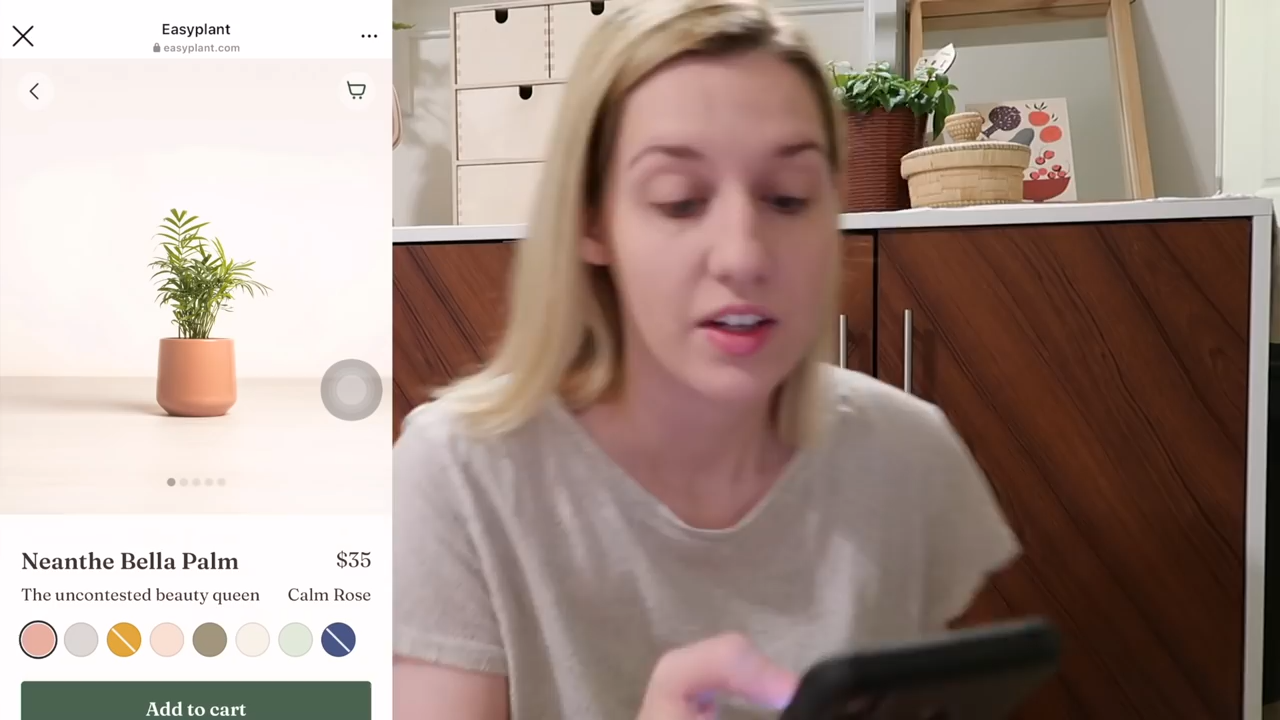 Easyplant
easyplant.com
Neanthe Bella Palm
$35
The uncontested beauty queen
Calm Rose
Add to cart